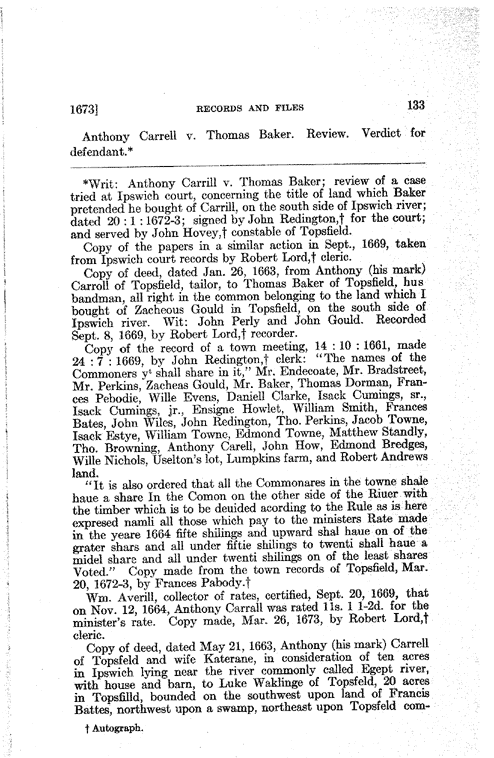 1673] RECORDS AND FILES 133
Anthony Carrell v. Thomas Baker. Review. Verdict for
defendant.*
*Writ: Anthony Carrill v. Thomas Baker; review of a case
tried at Ipswich court, concerning the title of land which Baker
pretended he bought of Carrill, on the south side of Ipswich river;
dated 20 : 1 : 1672-3; signed by John Redington,† for the court;
and served by John Hovey,† constable of Topsfield.
Copy of the papers in a similar action in Sept., 1669, taken
from Ipswich court records by Robert Lord,† cleric.
Copy of deed, dated Jan. 26, 1663, from Anthony (his mark)
Carroll of Topsfield, tailor, to Thomas Baker of Topsfield, hus
bandman, all right in the common belonging to the land which I
bought of Zacheous Gould in Topsfield, on the south side of
Ipswich river. Wit: John Perly and John Gould. Recorded
Sept. 8, 1669, by Robert Lord,† recorder.
Copy of the record of a town meeting, 14 : 10 : 1661, made
24 : 7 : 1669, by John Redington,† clerk: "The names of the
Commoners yᵗ shall share in it," Mr. Endecoate, Mr. Bradstreet,
Mr. Perkins, Zacheas Gould, Mr. Baker, Thomas Dorman, Fran-
ces Pebodie, Wille Evens, Daniell Clarke, Isack Cumings, sr.,
Isack Cumings, jr., Ensigne Howlet, William Smith, Frances
Bates, John Wiles, John Redington, Tho. Perkins, Jacob Towne,
Isack Estye, William Towne, Edmond Towne, Matthew Standly,
Tho. Browning, Anthony Carell, John How, Edmond Bredges,
Wille Nichols, Uselton's lot, Lumpkins farm, and Robert Andrews
land.
"It is also ordered that all the Commonares in the towne shale
haue a share In the Comon on the other side of the Riuer with
the timber which is to be deuided acording to the Rule as is here
expresed namli all those which pay to the ministers Rate made
in the yeare 1664 fifte shilings and upward shal haue on of the
grater shars and all under fiftie shilings to twenti shall haue a
midel share and all under twenti shilings on of the least shares
Voted." Copy made from the town records of Topsfield, Mar.
20, 1672-3, by Frances Pabody.†
Wm. Averill, collector of rates, certified, Sept. 20, 1669, that
on Nov. 12, 1664, Anthony Carrall was rated 11s. 1 1-2d. for the
minister's rate. Copy made, Mar. 26, 1673, by Robert Lord,†
cleric.
Copy of deed, dated May 21, 1663, Anthony (his mark) Carrell
of Topsfeld and wife Katerane, in consideration of ten acres
in Ipswich lying near the river commonly called Egept river,
with house and barn, to Luke Waklinge of Topsfeld, 20 acres
in Topsfilld, bounded on the southwest upon land of Francis
Battes, northwest upon a swamp, northeast upon Topsfeld com-
† Autograph.